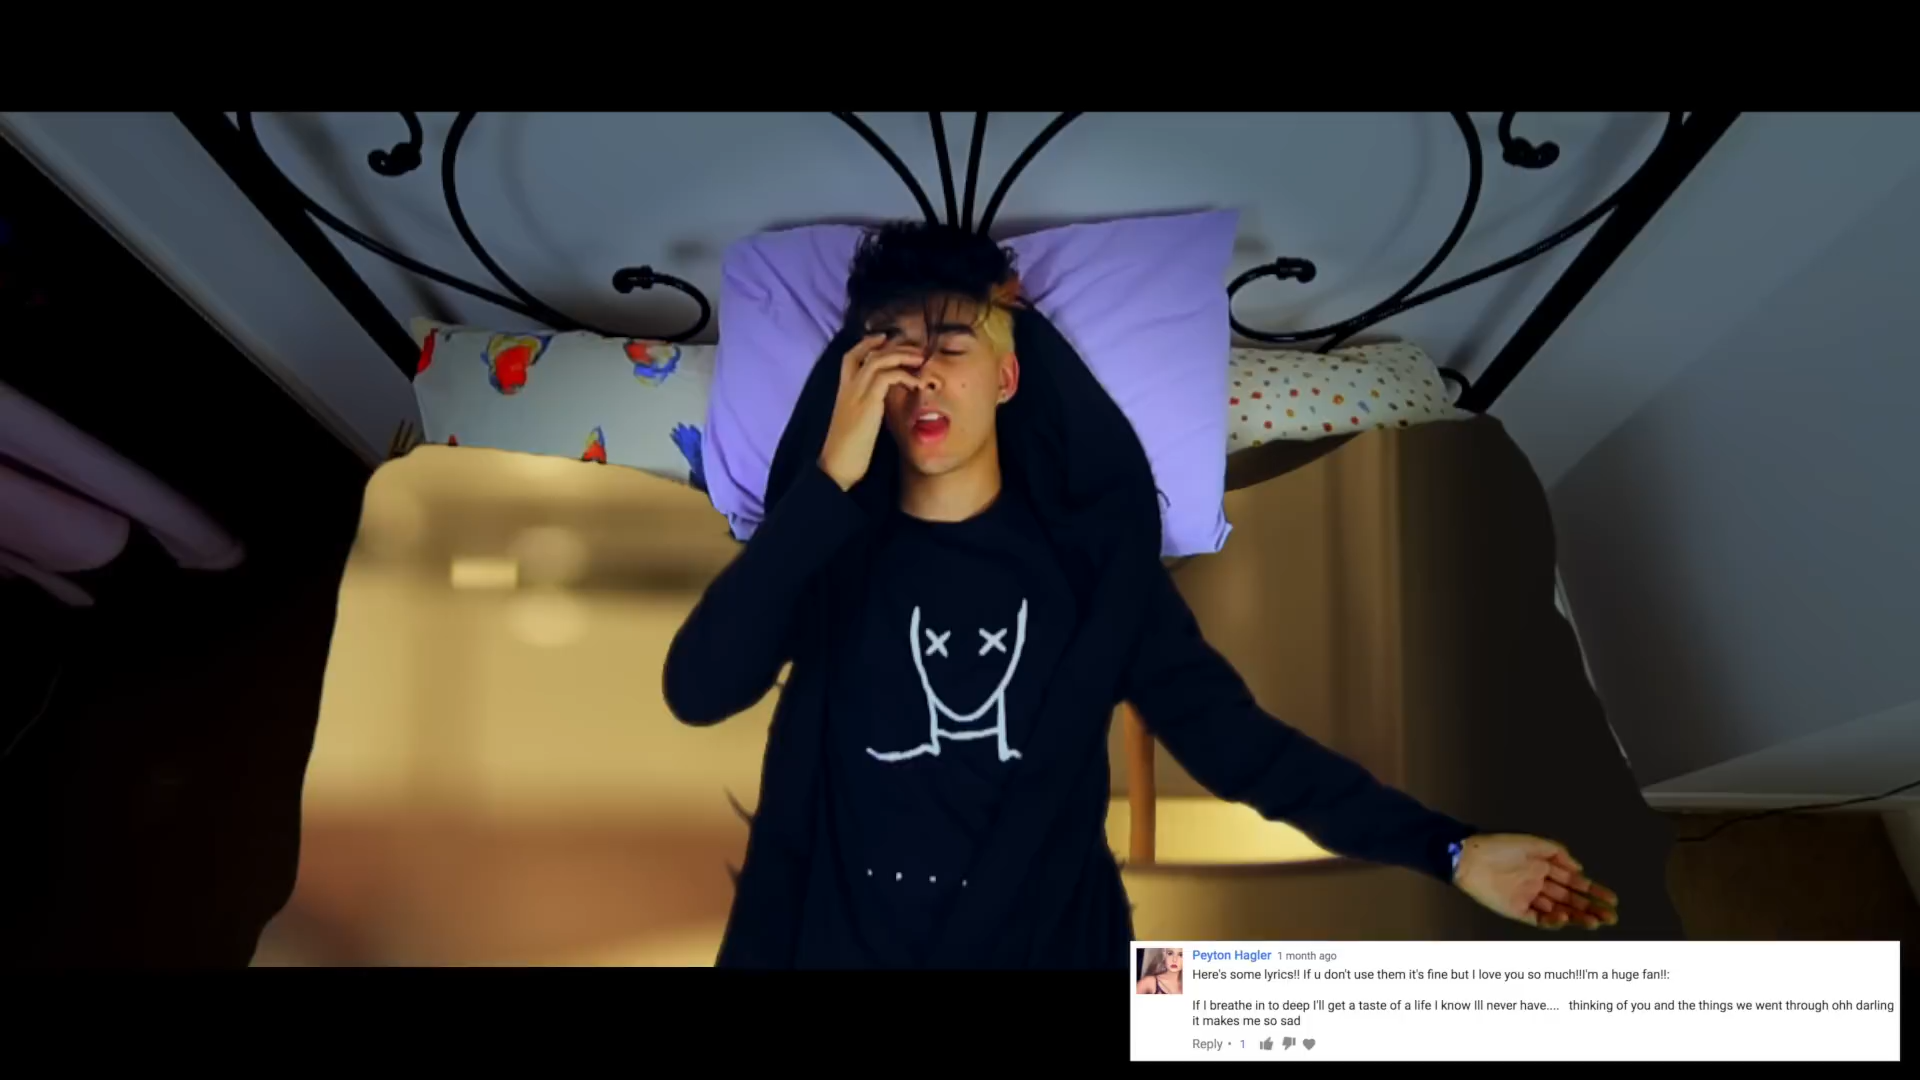 Peyton Hagler 1 month ago
Here's some lyrics!! If u don't use them it's fine but I love you so much!!I'm a huge fan!!:
If I breathe in to deep I'll get a taste of a life I know Ill never have.... thinking of you and the things we went through ohh darling
it makes me so sad
Reply • 1